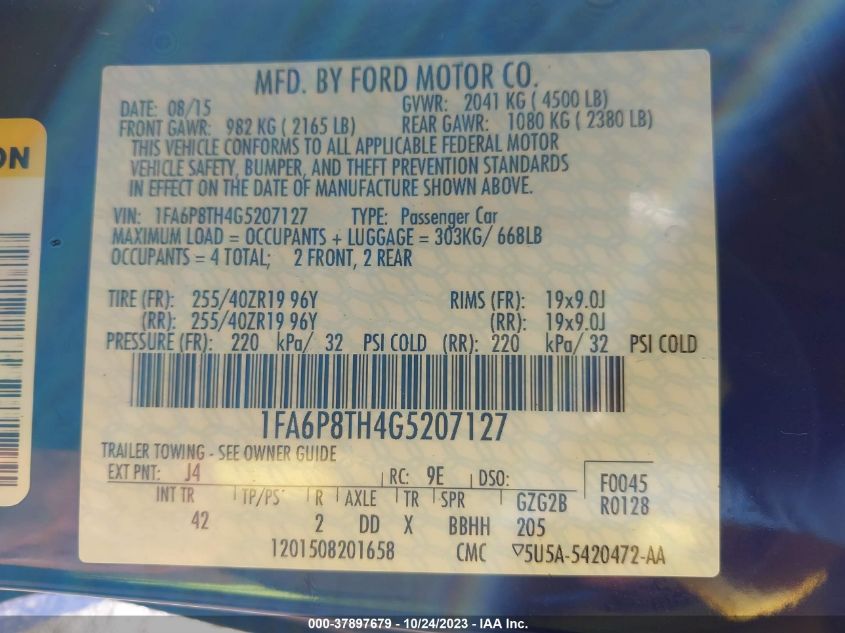 ON
MFD. BY FORD MOTOR CO.
DATE: 08/15 GVWR: 2041 KG ( 4500 LB)
FRONT GAWR: 982 KG ( 2165 LB) REAR GAWR: 1080 KG ( 2380 LB)
THIS VEHICLE CONFORMS TO ALL APPLICABLE FEDERAL MOTOR
VEHICLE SAFETY, BUMPER, AND THEFT PREVENTION STANDARDS
IN EFFECT ON THE DATE OF MANUFACTURE SHOWN ABOVE.
VIN: 1FA6P8TH4G5207127 TYPE: Passenger Car
MAXIMUM LOAD = OCCUPANTS + LUGGAGE = 303KG/ 668LB
OCCUPANTS = 4 TOTAL; 2 FRONT, 2 REAR
TIRE (FR): 255/40ZR19 96Y RIMS (FR): 19x9.0J
(RR): 255/40ZR19 96Y (RR): 19x9.0J
PRESSURE (FR): 220 kPa/ 32 PSI COLD (RR): 220 kPa/ 32 PSI COLD
1FA6P8TH4G5207127
TRAILER TOWING - SEE OWNER GUIDE
EXT PNT: J4 RC: 9E DSO: F0045
INT TR TP/PS R AXLE TR SPR GZG2B R0128
42 2 DD X BBHH 205
1201508201658 CMC ▽5U5A-5420472-AA
000-37897679 - 10/24/2023 - IAA Inc.